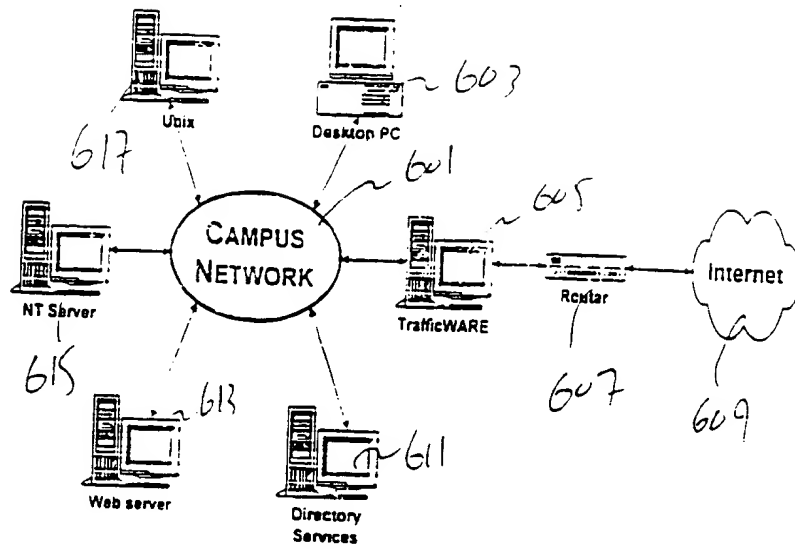 Unix
Desktop PC
603
617
601
605
CAMPUS
NETWORK
Internet
NT Server
TrafficWARE
Router
615
613
607
609
611
Web server
Directory
Services